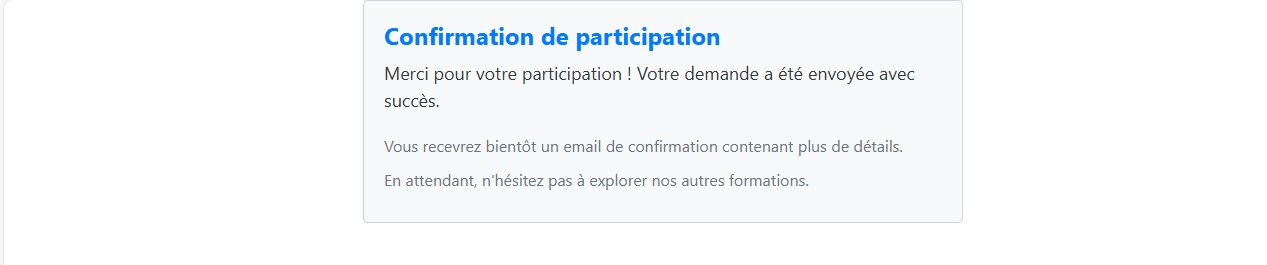 Confirmation de participation
Merci pour votre participation ! Votre demande a été envoyée avec
succès.
Vous recevrez bientôt un email de confirmation contenant plus de détails.
En attendant, n'hésitez pas à explorer nos autres formations.